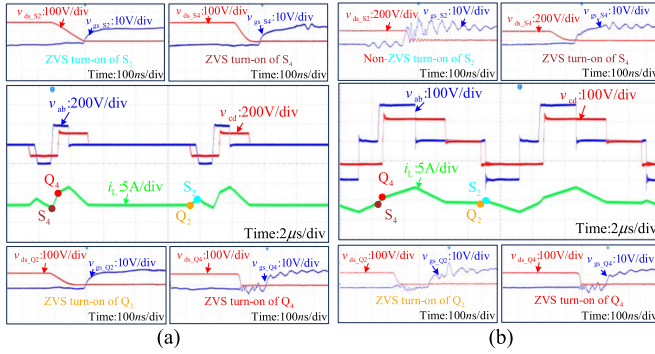 v_ds_S2:100V/div
v_gs_S2:10V/div
ZVS turn-on of S2
Time:100ns/div
v_ds_S4:100V/div
v_gs_S4:10V/div
ZVS turn-on of S4
Time:100ns/div
v_ab:200V/div
v_cd:200V/div
Q4
S4
iL:5A/div
S2
Q2
Time:2μs/div
v_ds_Q2:100V/div
v_gs_Q2:10V/div
ZVS turn-on of Q2
Time:100ns/div
v_ds_Q4:100V/div
v_gs_Q4:10V/div
ZVS turn-on of Q4
Time:100ns/div
(a)
v_ds_S2:200V/div
v_gs_S2:10V/div
Non-ZVS turn-on of S2
Time:100ns/div
v_ds_S4:200V/div
v_gs_S4:10V/div
ZVS turn-on of S4
Time:100ns/div
v_ab:100V/div
v_cd:100V/div
Q4
S4
iL:5A/div
S2
Q2
Time:2μs/div
v_ds_Q2:100V/div
v_gs_Q2:10V/div
ZVS turn-on of Q2
Time:100ns/div
v_ds_Q4:100V/div
v_gs_Q4:10V/div
ZVS turn-on of Q4
Time:100ns/div
(b)